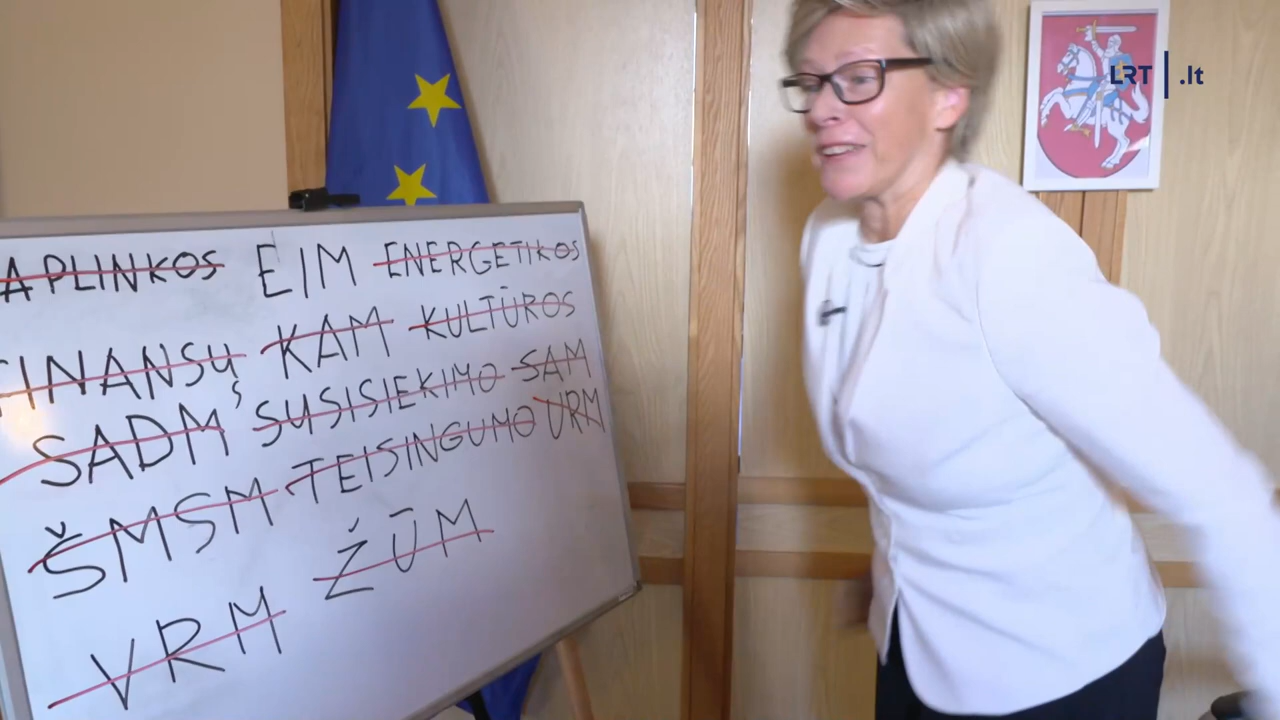 APLINKOS EIM ENERGETIKOS
FINANSŲ KAM KULTŪROS
SADM SUSISIEKIMO SAM
ŠMSM TEISINGUMO URM
VRM ŽŪM
LRT .lt